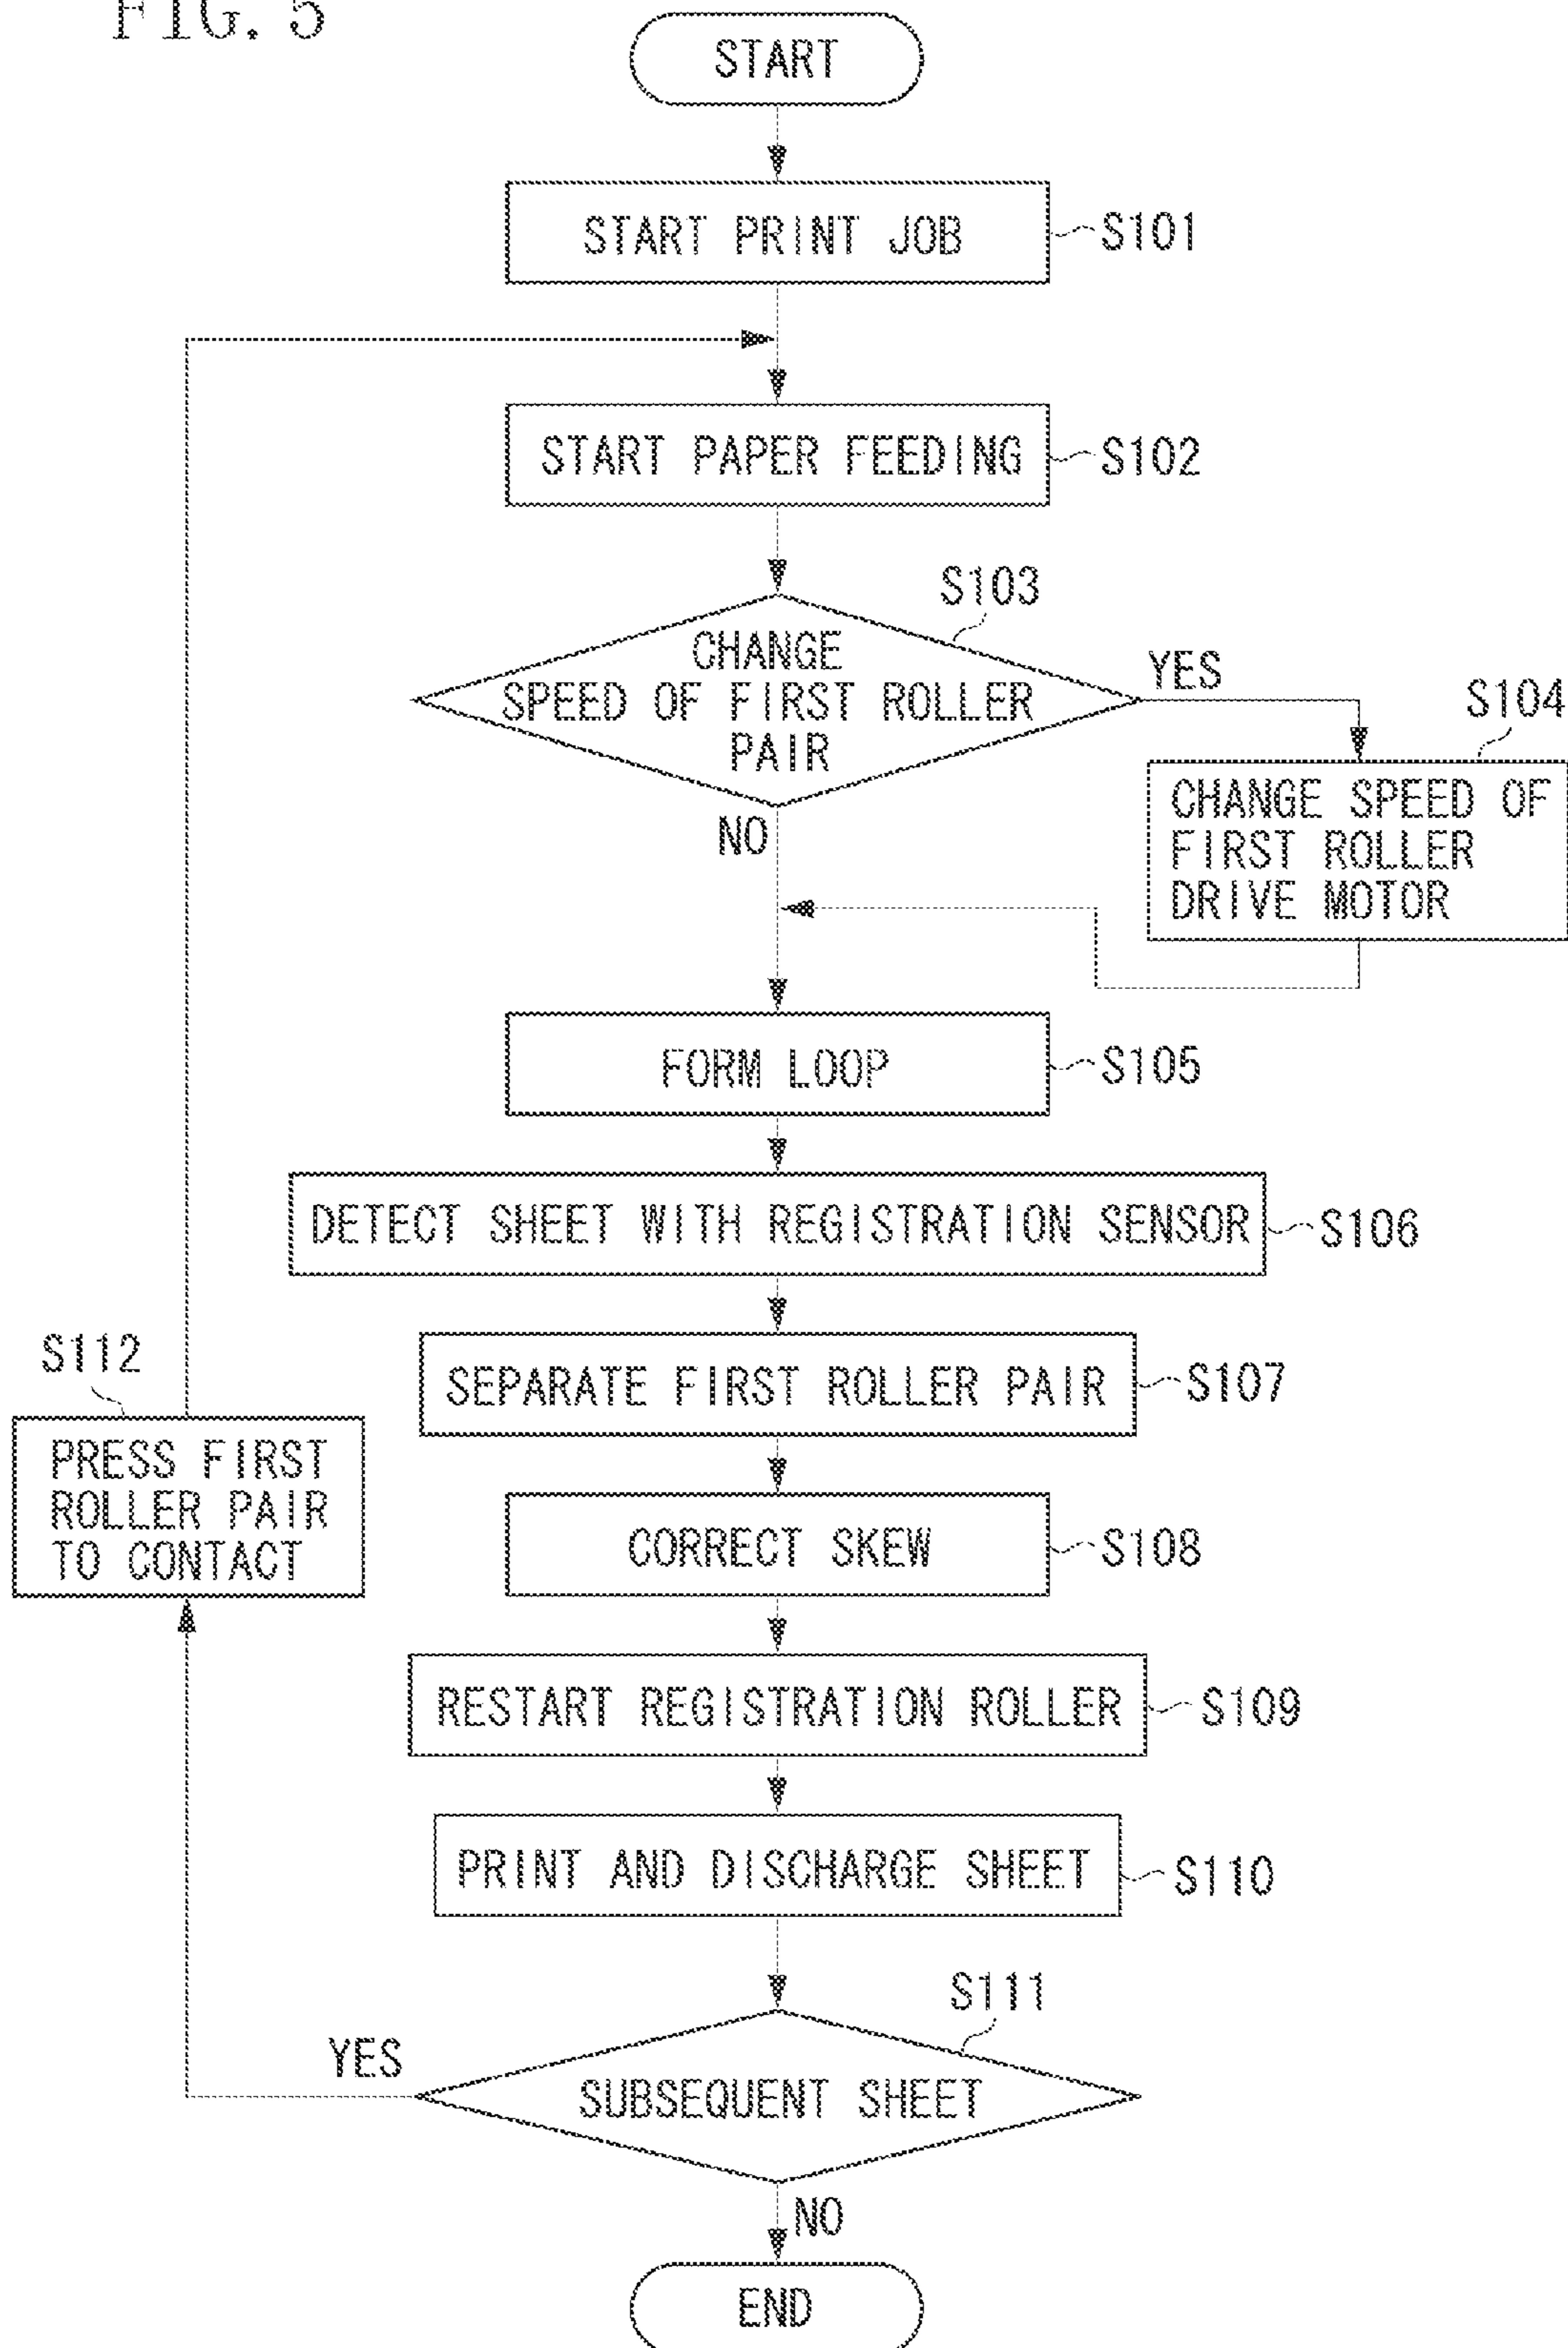 FIG. 5
START
START PRINT JOB
S101
START PAPER FEEDING
S102
S103
CHANGE
SPEED OF FIRST ROLLER
PAIR
YES
NO
S104
CHANGE SPEED OF
FIRST ROLLER
DRIVE MOTOR
FORM LOOP
S105
DETECT SHEET WITH REGISTRATION SENSOR
S106
SEPARATE FIRST ROLLER PAIR
S107
S112
PRESS FIRST
ROLLER PAIR
TO CONTACT
CORRECT SKEW
S108
RESTART REGISTRATION ROLLER
S109
PRINT AND DISCHARGE SHEET
S110
S111
YES
SUBSEQUENT SHEET
NO
END